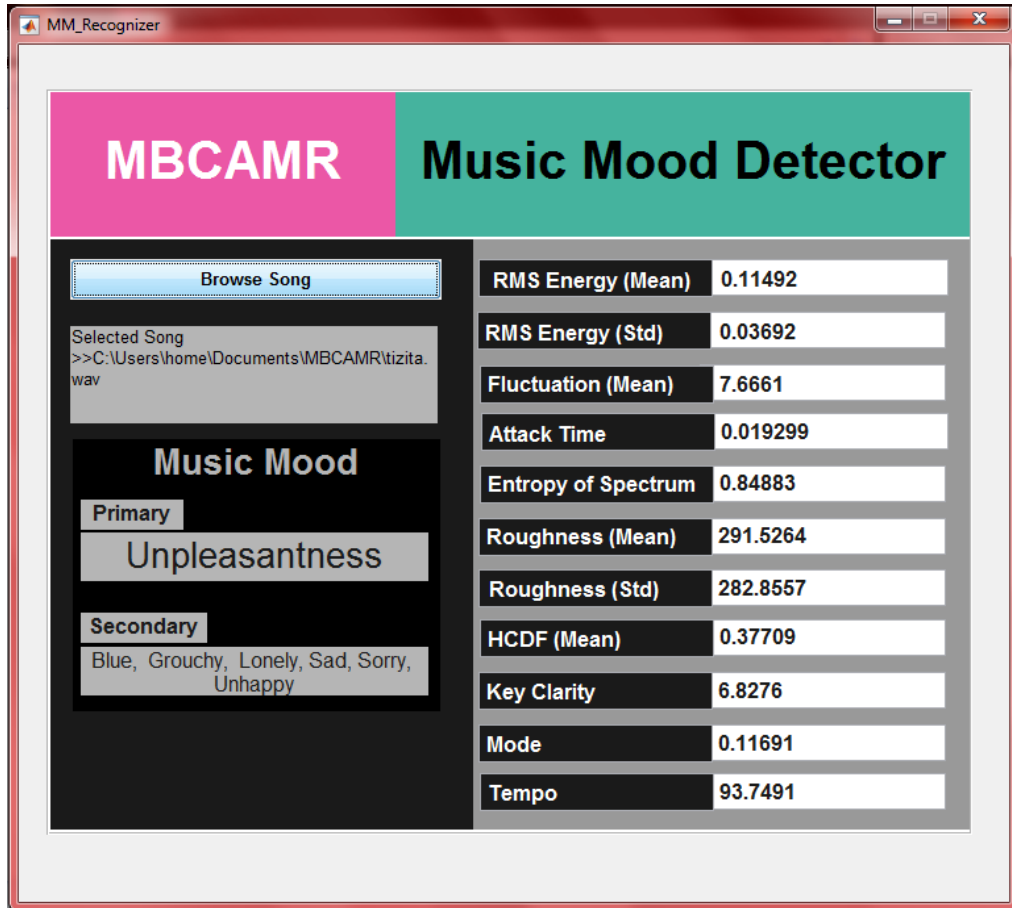 MM_Recognizer
MBCAMR
Music Mood Detector
Browse Song
Selected Song
>>C:\Users\home\Documents\MBCAMR\tizita.
wav
Music Mood
Primary
Unpleasantness
Secondary
Blue, Grouchy, Lonely, Sad, Sorry,
Unhappy
RMS Energy (Mean) 0.11492
RMS Energy (Std) 0.03692
Fluctuation (Mean) 7.6661
Attack Time 0.019299
Entropy of Spectrum 0.84883
Roughness (Mean) 291.5264
Roughness (Std) 282.8557
HCDF (Mean) 0.37709
Key Clarity 6.8276
Mode 0.11691
Tempo 93.7491